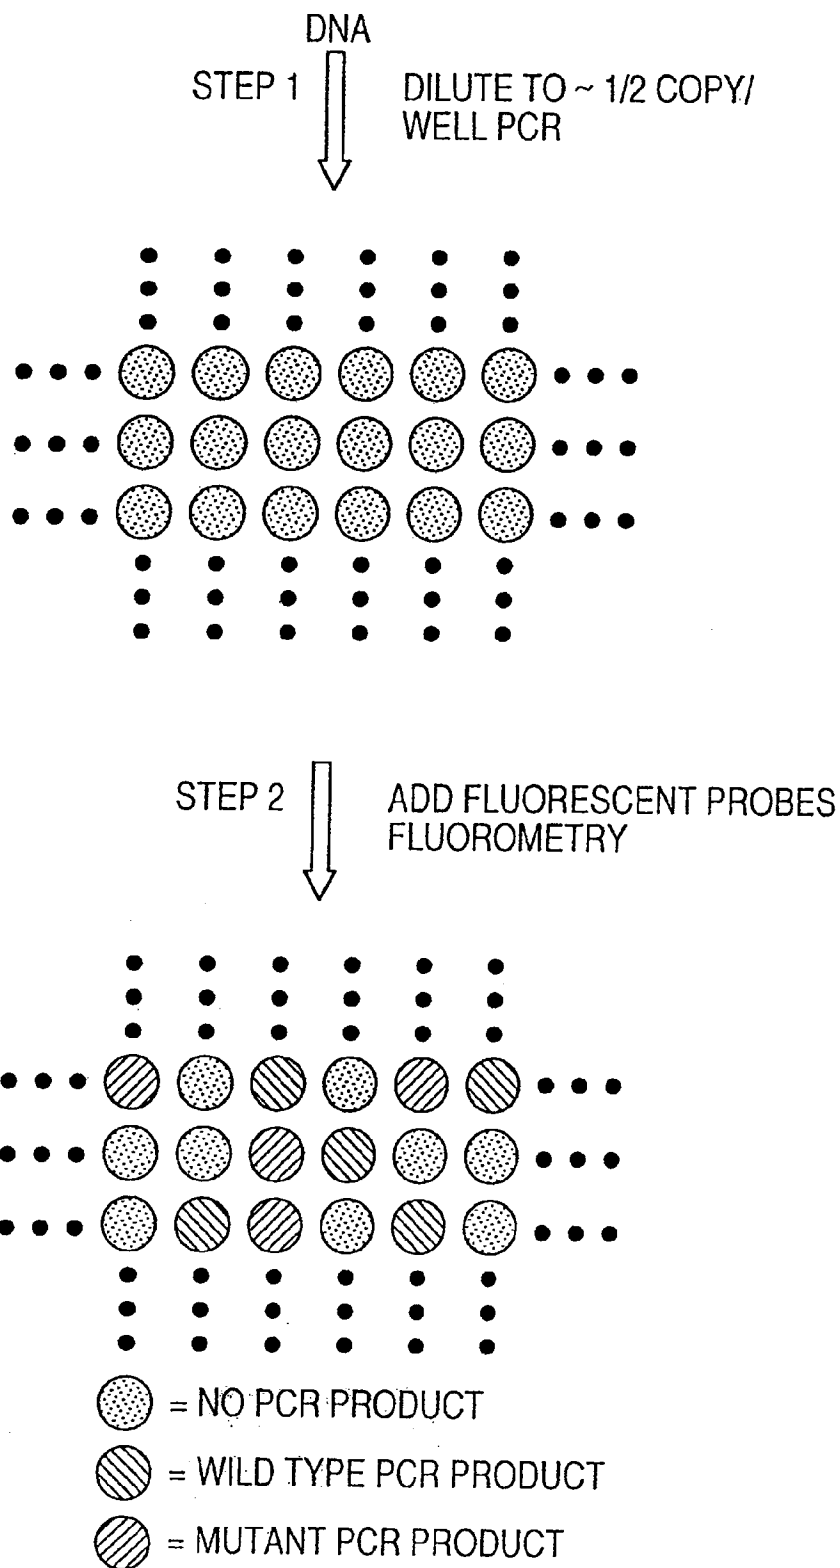 DNA
STEP 1
DILUTE TO ~ 1/2 COPY/
WELL PCR
STEP 2
ADD FLUORESCENT PROBES
FLUOROMETRY
= NO PCR PRODUCT
= WILD TYPE PCR PRODUCT
= MUTANT PCR PRODUCT